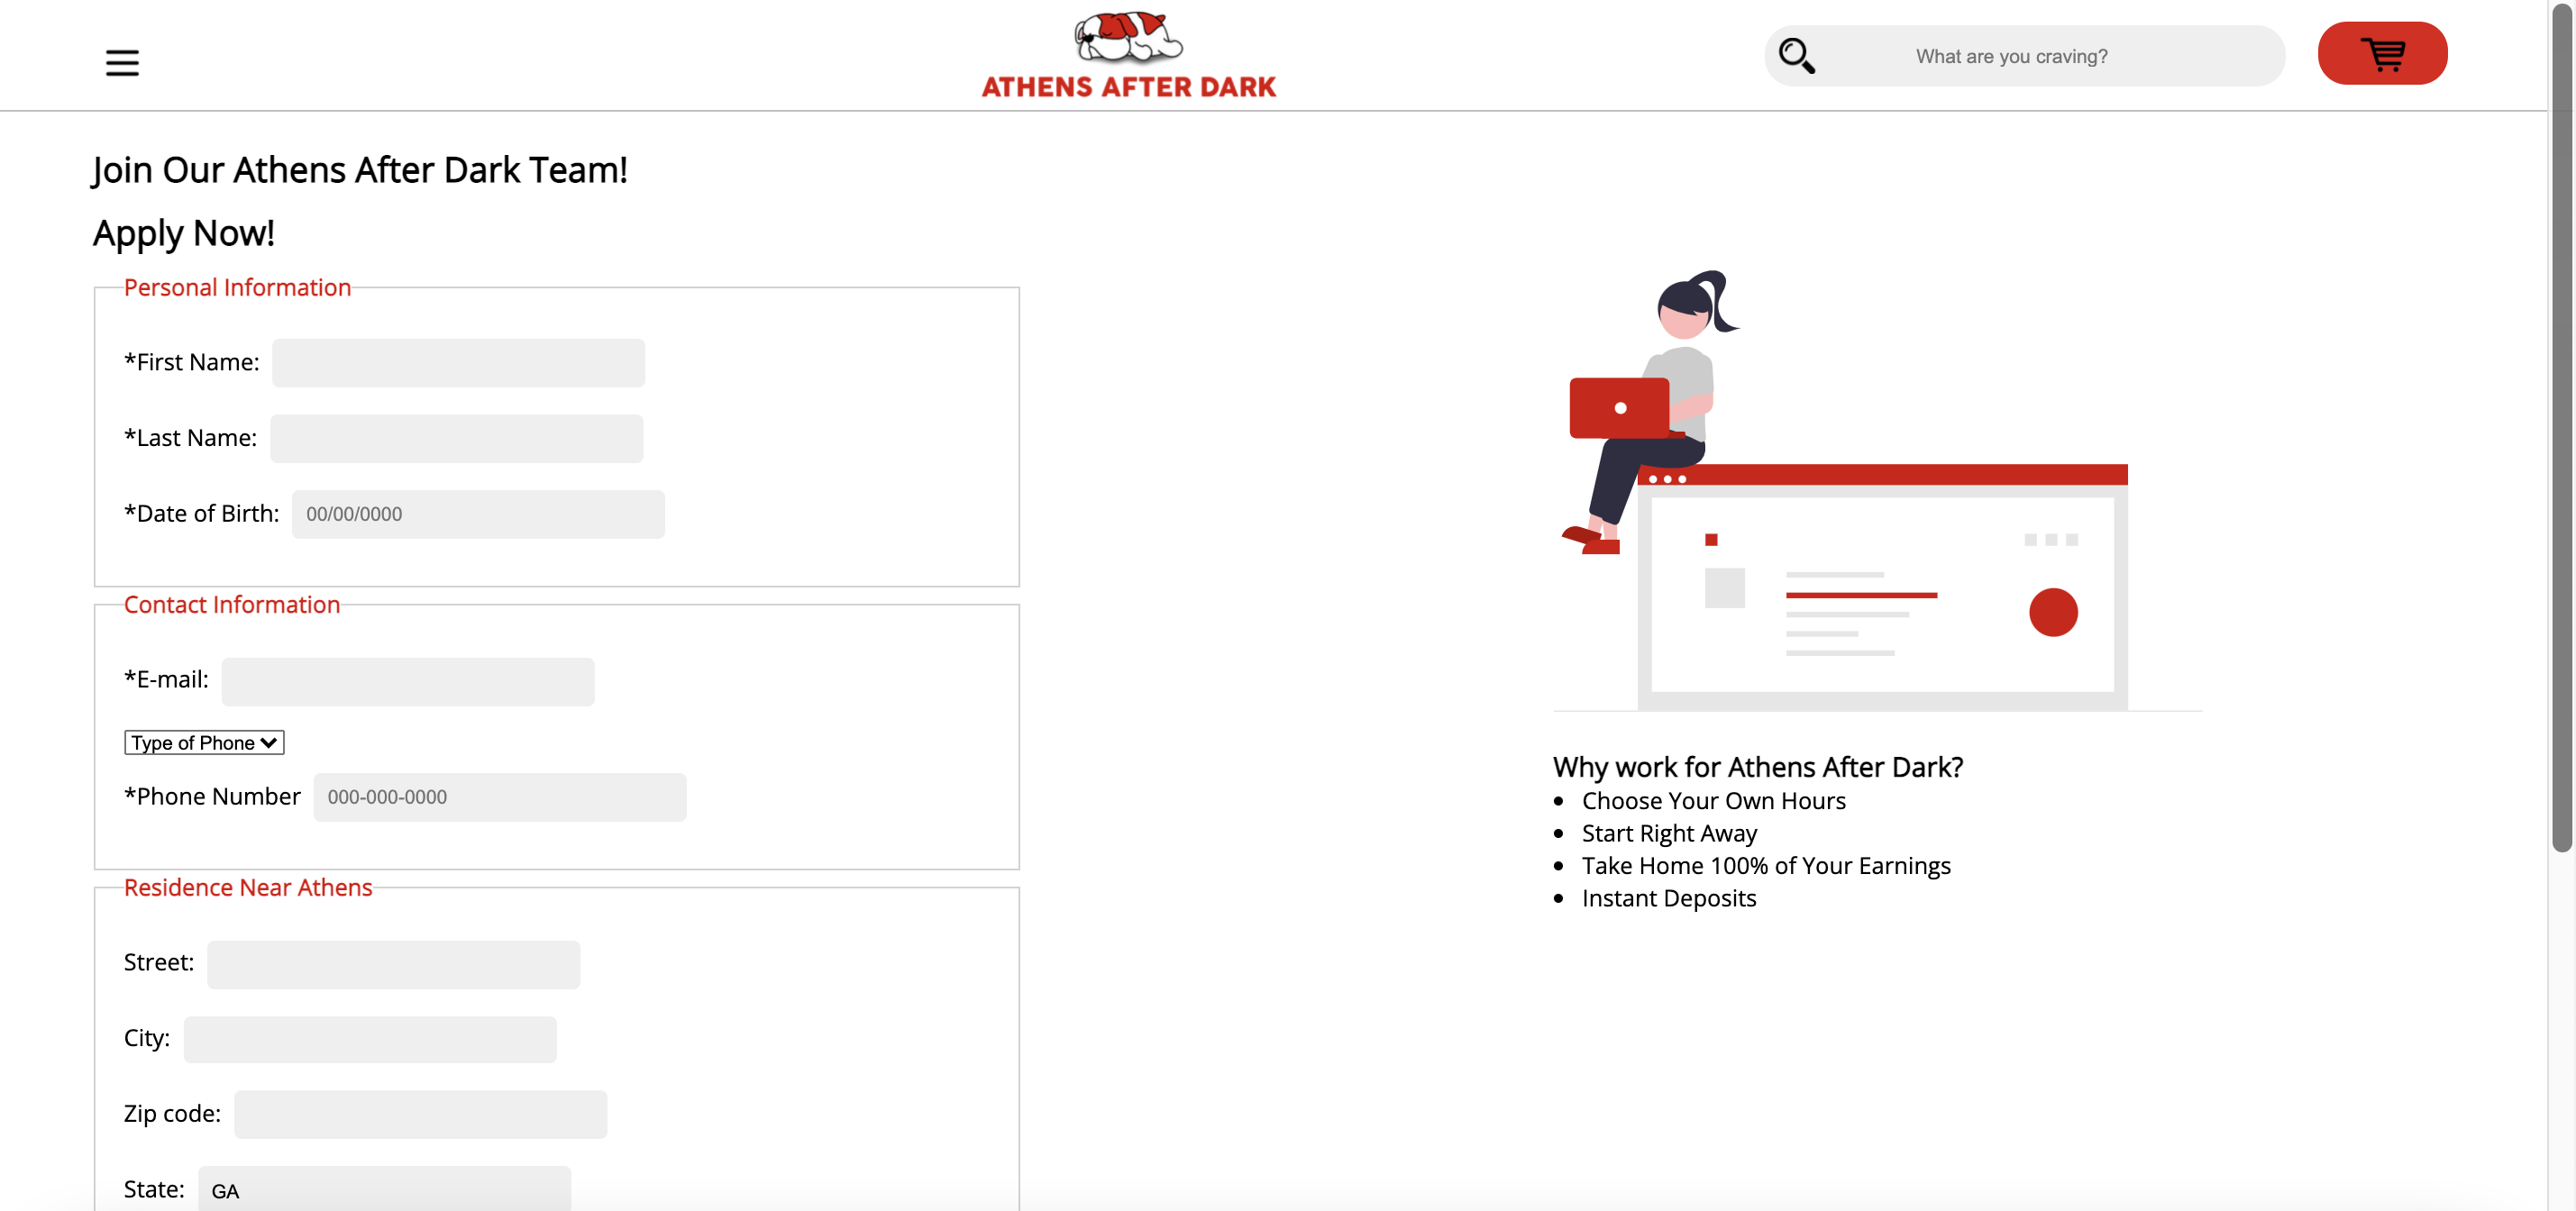 ATHENS AFTER DARK
What are you craving?
Join Our Athens After Dark Team!
Apply Now!
Personal Information
*First Name:
*Last Name:
*Date of Birth: 00/00/0000
Contact Information
*E-mail:
Type of Phone
*Phone Number 000-000-0000
Residence Near Athens
Street:
City:
Zip code:
State: GA
Why work for Athens After Dark?
Choose Your Own Hours
Start Right Away
Take Home 100% of Your Earnings
Instant Deposits